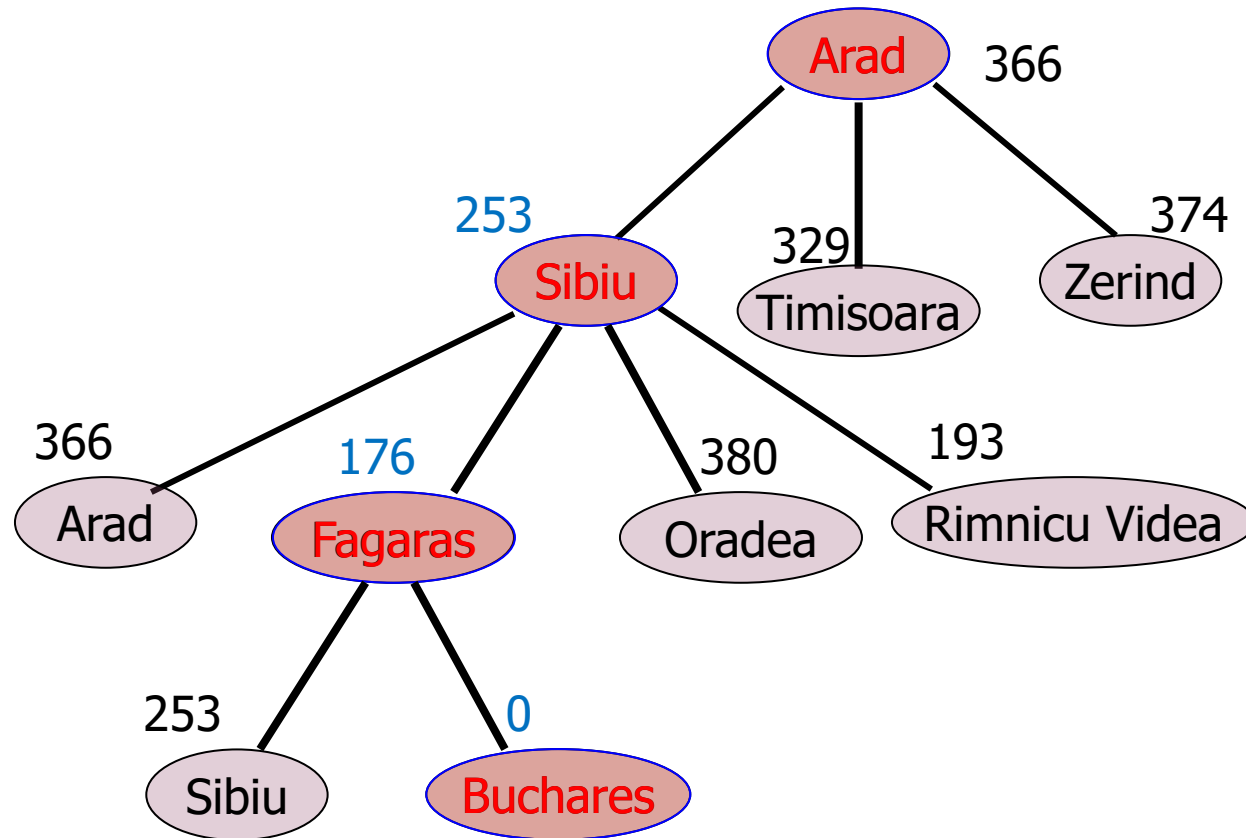 Arad
366
253
374
329
Sibiu
Zerind
Timisoara
366
176
380
193
Arad
Fagaras
Oradea
Rimnicu Videa
253
0
Sibiu
Buchares